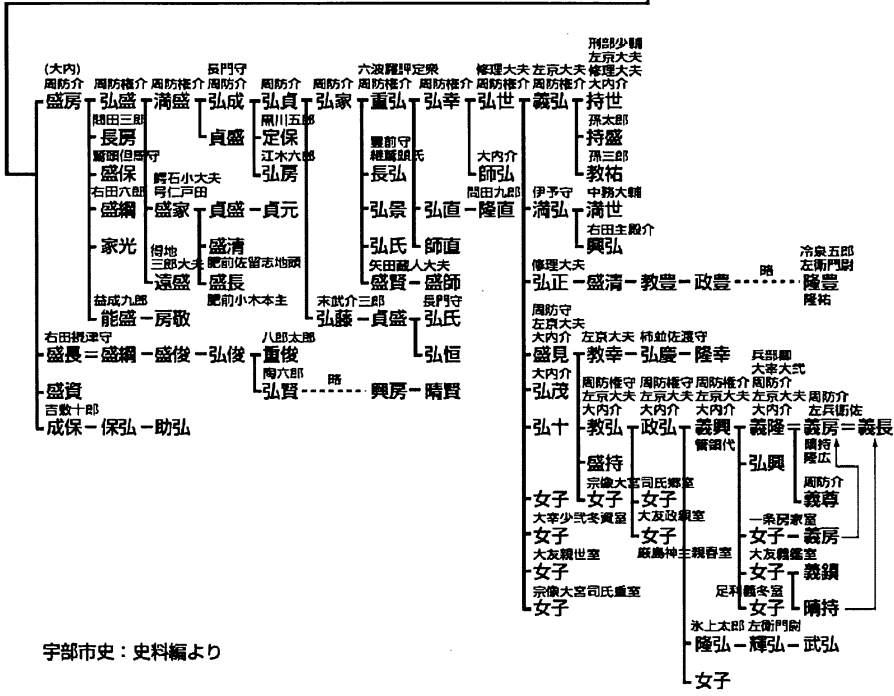 刑部少輔
左京大夫
(大内) 長門守 六波羅評定衆 修理大夫 左京大夫 修理大夫
周防介 周防権介 周防権介 周防介 周防介 周防介 周防権介 周防権介 周防権介 周防権介 大内介
盛房 弘盛 満盛 弘成 弘貞 弘家 重弘 弘幸 弘世 義弘 持世
問田三郎 黒川五郎 孫太郎
長房 貞盛 定保 持盛
鷲頭但馬守 江木六郎 豊前守 大内介 孫三郎
盛保 弘房 長弘 師弘 教祐
右田六郎 鰐石小大夫 号仁戸田 問田九郎 伊予守 中務大輔
盛綱 盛家 貞盛 貞元 弘景 弘直 隆直 満弘 満世
右田主殿介
家光 盛清 弘氏 師直 興弘
得地三郎大夫 肥前佐留志地頭 矢田蔵人大夫 修理大夫 冷泉五郎 左衛門尉
遠盛 盛長 盛賢 盛師 弘正 盛清 教豊 政豊 略 隆豊
肥前小木本主 隆祐
益成九郎 末武介三郎 長門守
能盛 房敬 弘藤 貞盛 弘氏
周防守
左京大夫
右田摂津守 八郎太郎 大内介 左京大夫 柿並佐渡守
盛長=盛綱 盛俊 弘俊 重俊 弘恒 盛見 教幸 弘慶 隆幸
兵部卿
大宰大弐
陶六郎 大内介 周防権守 周防権守 周防権介 周防介
盛資 弘賢 略 興房 晴賢 弘茂 左京大夫 左京大夫 左京大夫 左京大夫 周防介
吉敷十郎 大内介 大内介 大内介 大内介 左兵衛佐
成保 保弘 助弘 弘十 教弘 政弘 義興 義隆=義房=義長
管領代 晴持
隆広
盛持 弘興
宗像大宮司氏郷室 周防介
女子 女子 女子 義尊
大宰少弐冬資室 大友政親室 一条房家室
女子 女子 女子 義房
大友親世室 厳島神主親春室 大友義鑑室
女子 女子 義鎮
宗像大宮司氏重室 足利義冬室
女子 女子 晴持
氷上太郎 左衛門尉
隆弘 輝弘 武弘
女子
宇部市史：史料編より